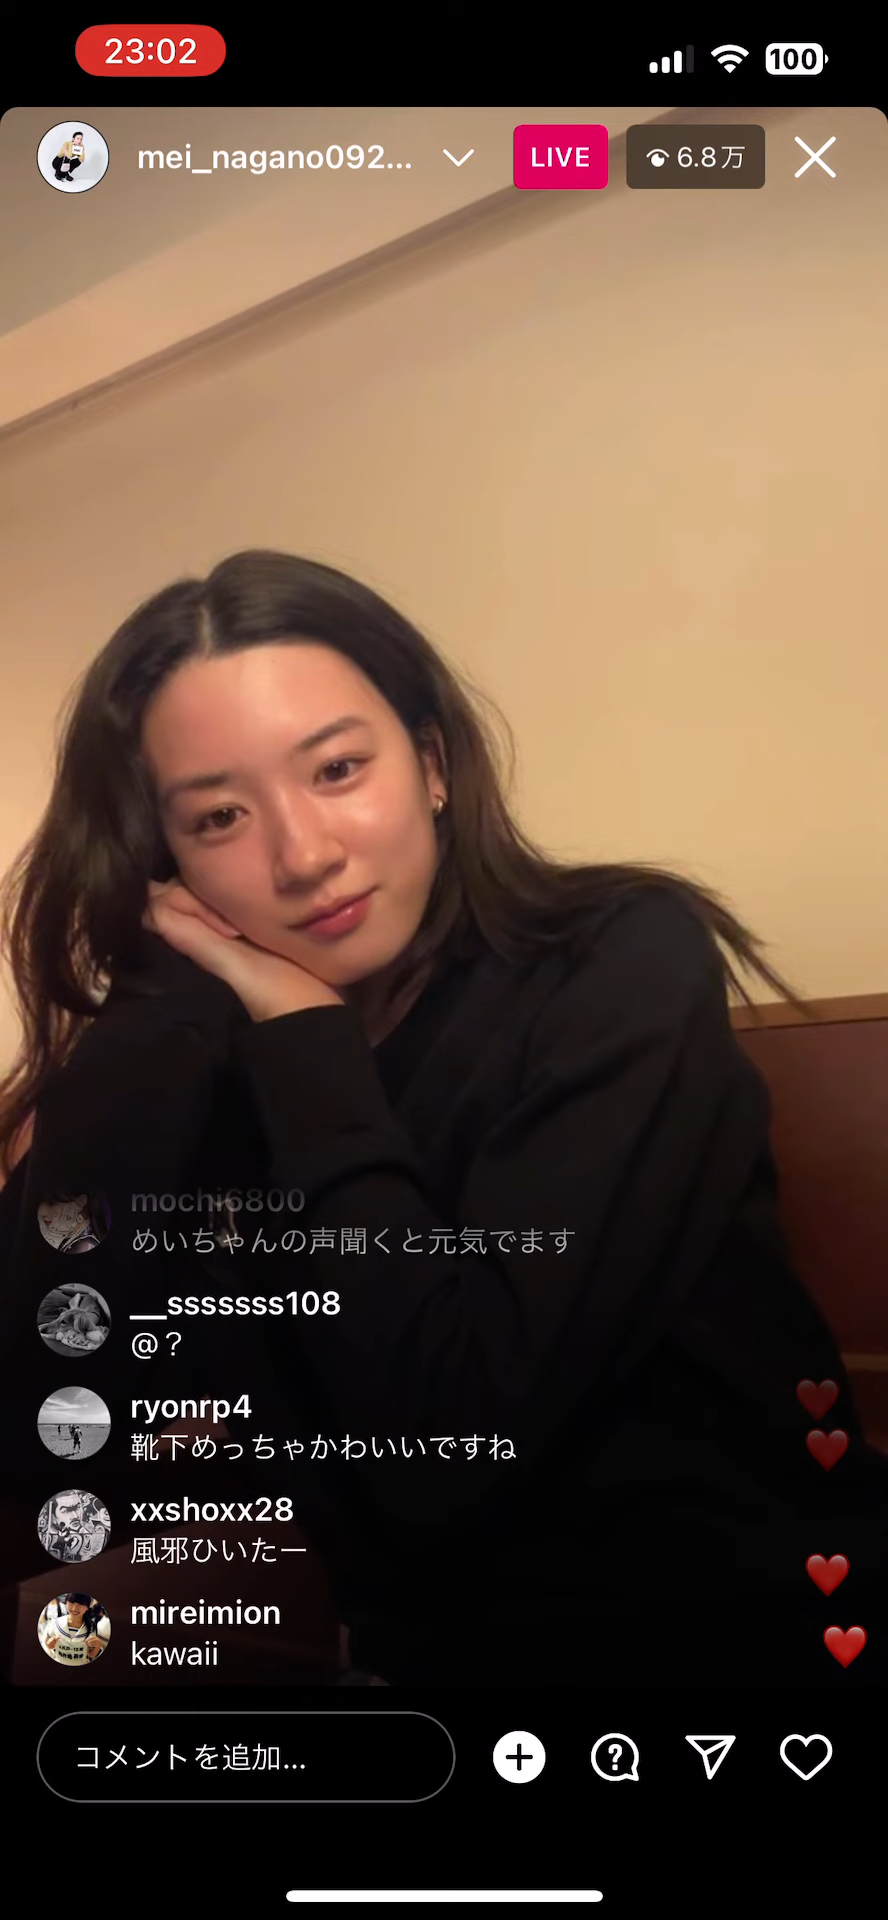 23:02
100
mei_nagano092...
LIVE
6.8万
mochi6800
めいちゃんの声聞くと元気でます
__sssssss108
@？
ryonrp4
靴下めっちゃかわいいですね
xxshoxx28
風邪ひいたー
mireimion
kawaii
コメントを追加...